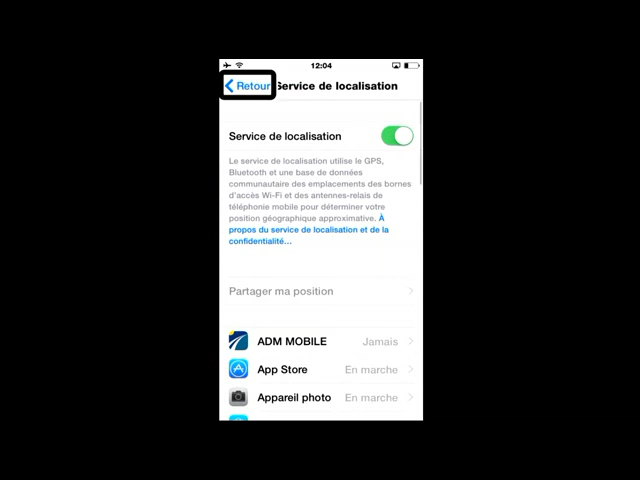 12:04
Retour
Service de localisation
Service de localisation
Le service de localisation utilise le GPS,
Bluetooth et une base de données
communautaire des emplacements des bornes
d'accès Wi-Fi et des antennes-relais de
téléphonie mobile pour déterminer votre
position géographique approximative. À
propos du service de localisation et de la
confidentialité...
Partager ma position
ADM MOBILE Jamais
App Store En marche
Appareil photo En marche